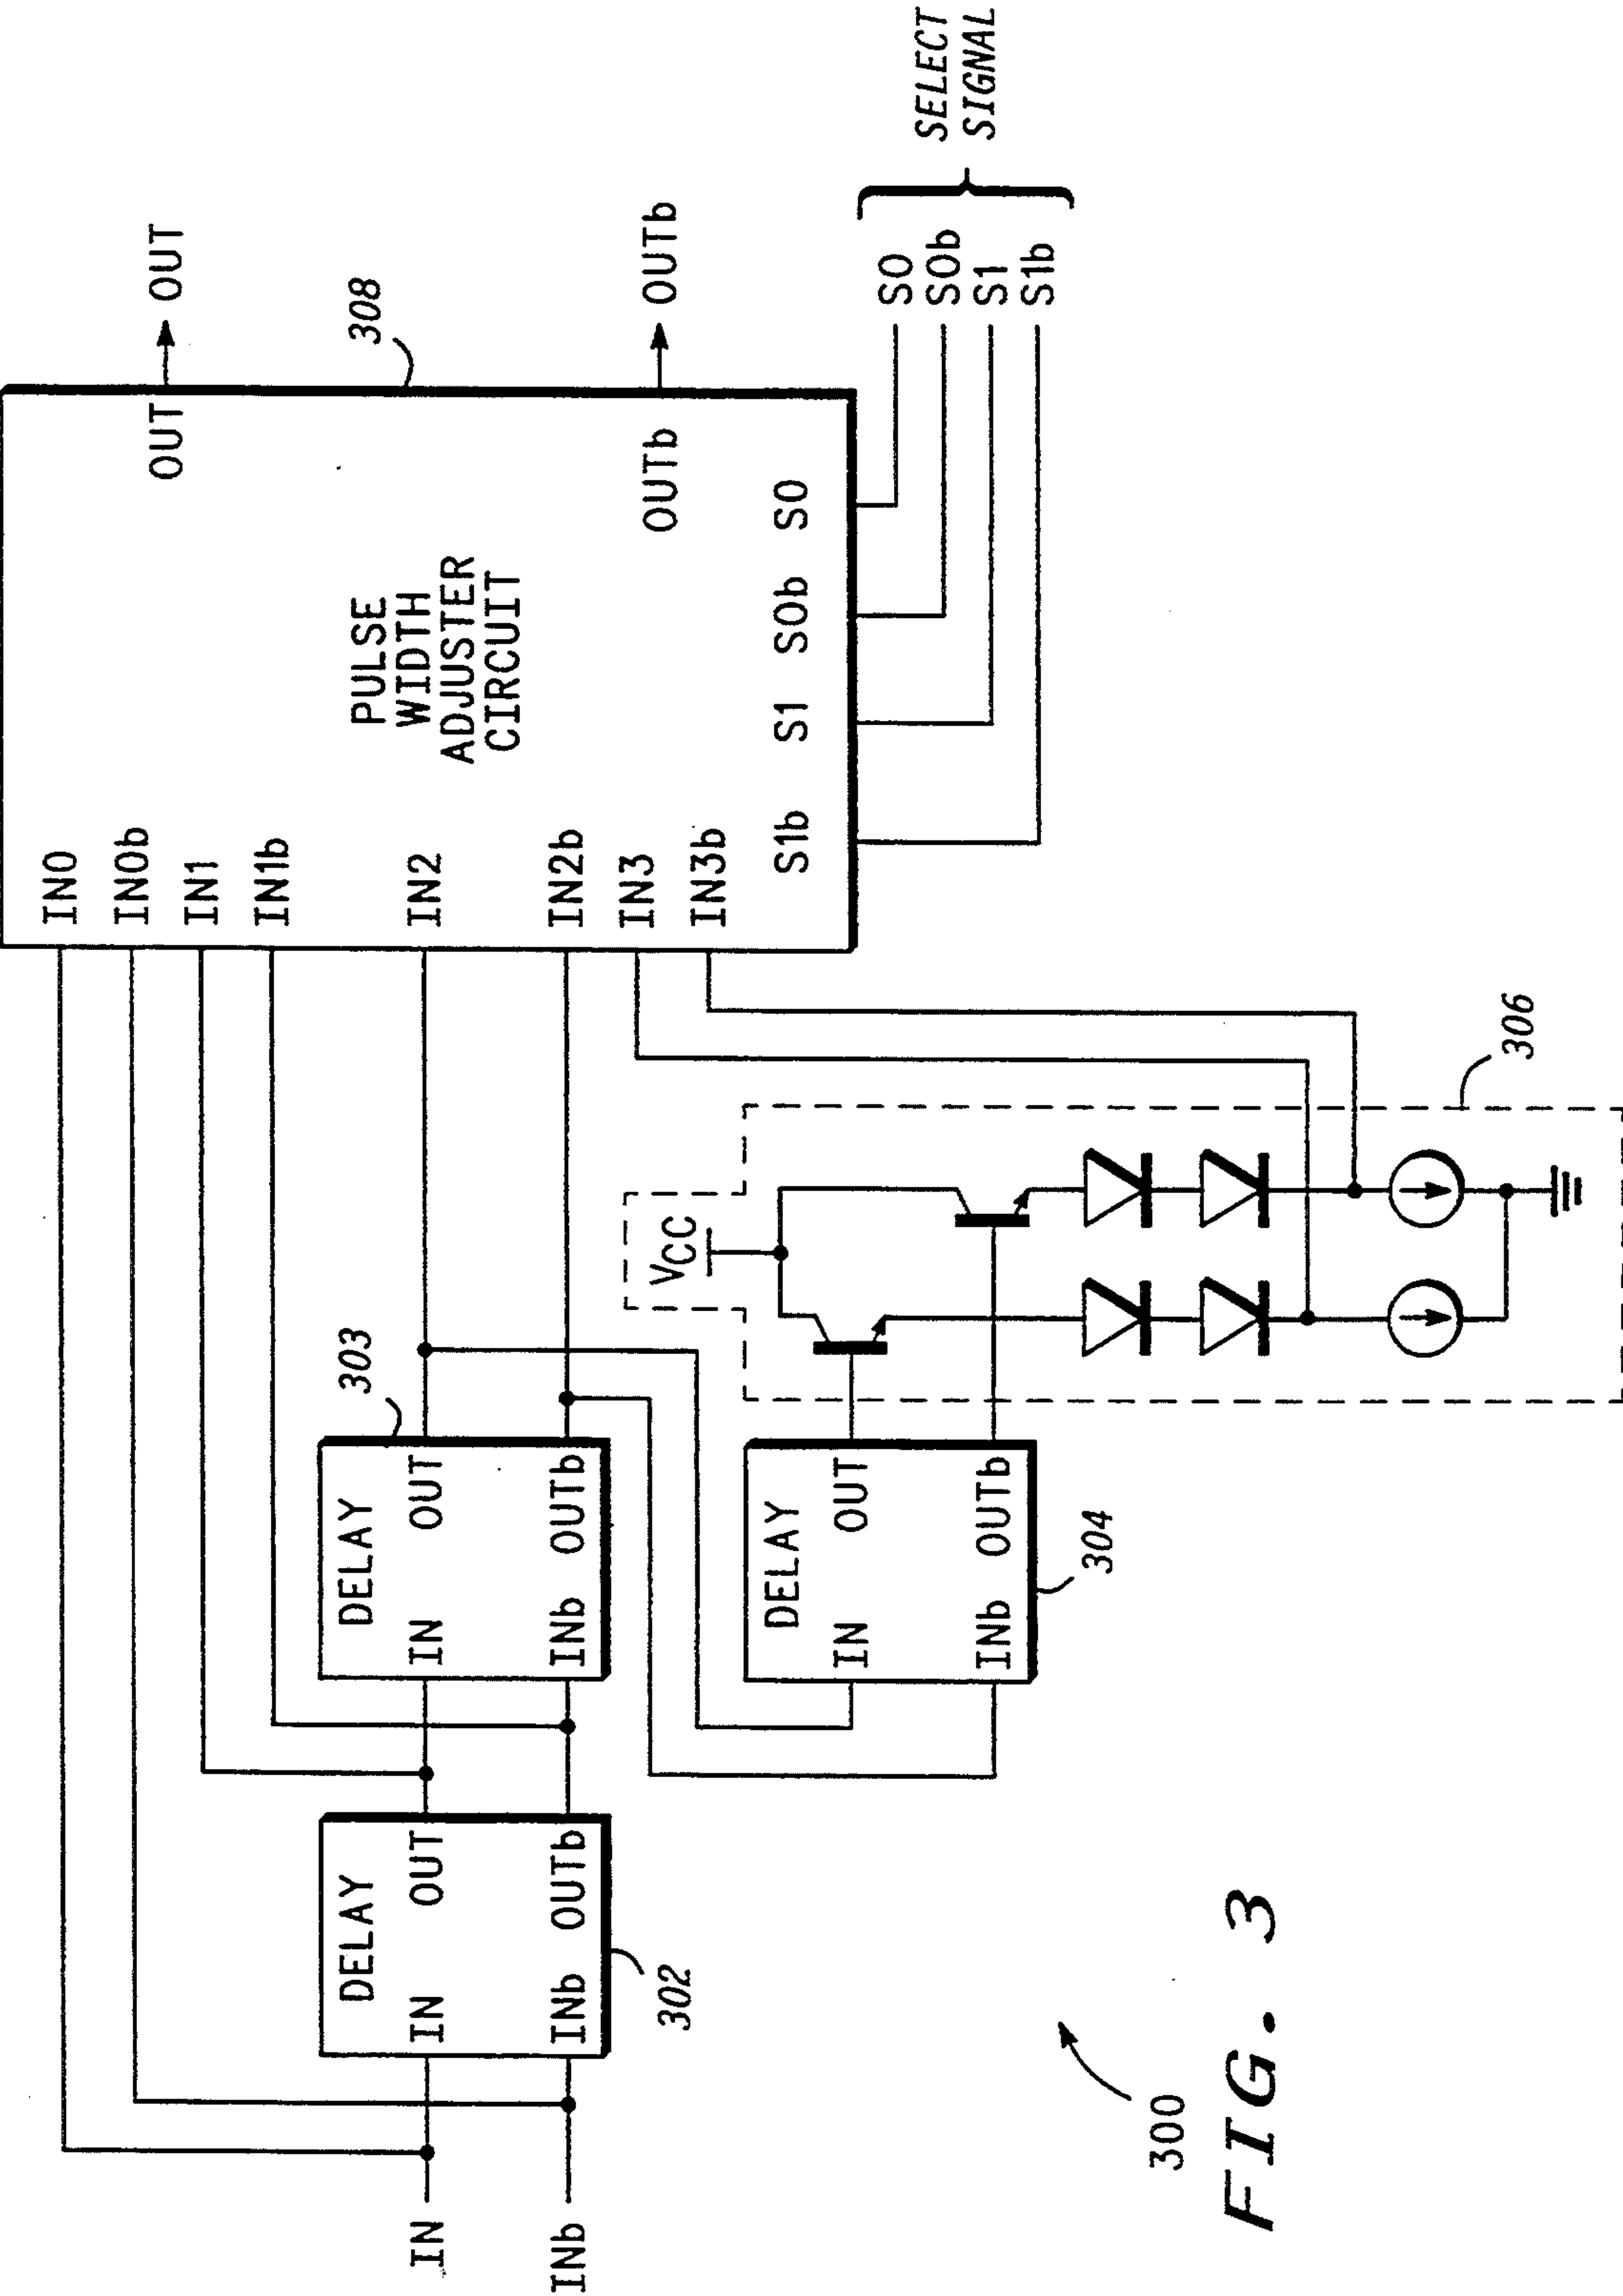 IN0
IN0b
IN1
IN1b
IN2
IN2b
IN3
IN3b
PULSE
WIDTH
ADJUSTER
CIRCUIT
OUT
OUTb
S1b
S1
S0b
S0
OUT
OUTb
308
S0
S0b
S1
S1b
SELECT
SIGNAL
IN
INb
DELAY
IN
OUT
INb
OUTb
302
DELAY
IN
OUT
INb
OUTb
303
DELAY
IN
OUT
INb
OUTb
304
VCC
306
300
FIG. 3